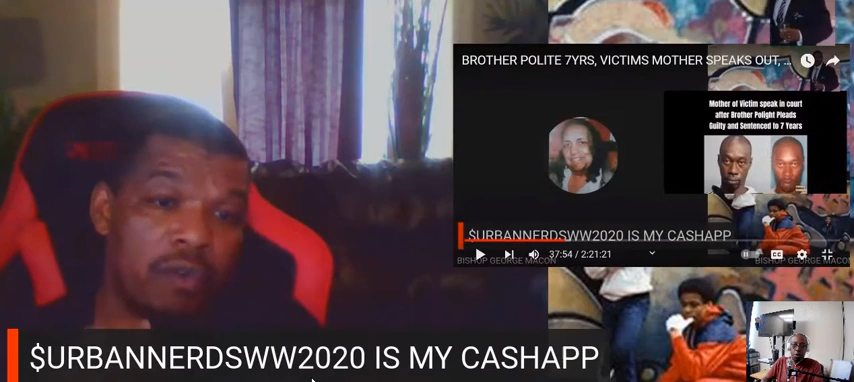 BROTHER POLITE 7YRS, VICTIMS MOTHER SPEAKS OUT, ...
Mother of Victim speak in court
after Brother Polight Pleads
Guilty and Sentenced to 7 Years
$URBANNERDSWW2020 IS MY CASHAPP
37:54 / 2:21:21
CC
BISHOP GEORGE MACON
BISHOP GEORGE MACON
$URBANNERDSWW2020 IS MY CASHAPP